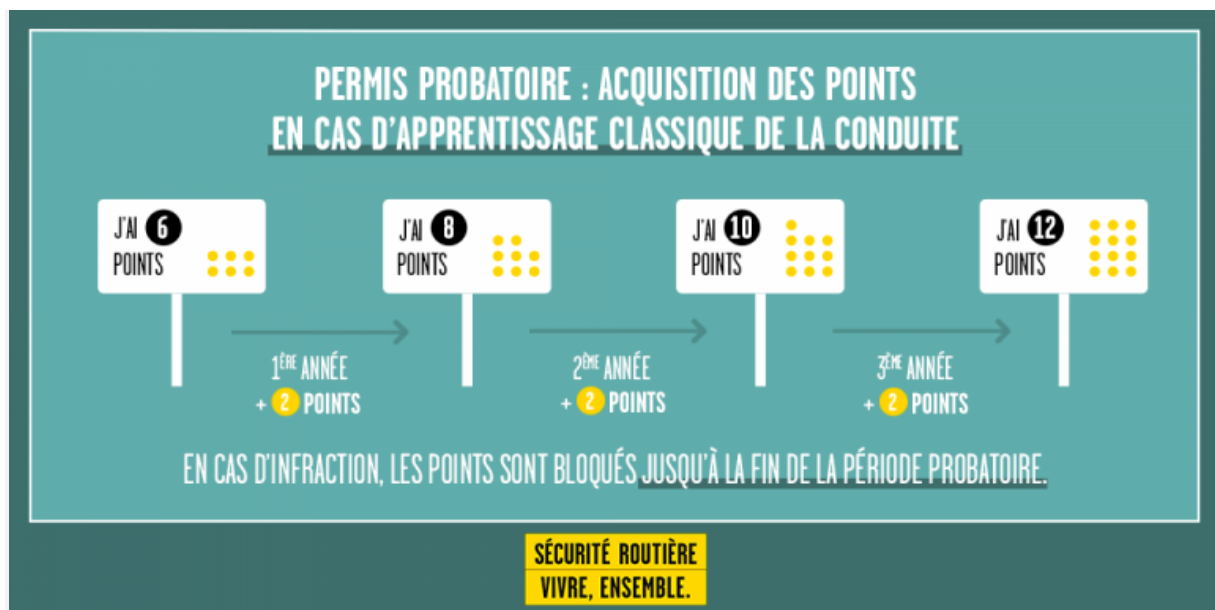 PERMIS PROBATOIRE : ACQUISITION DES POINTS
EN CAS D'APPRENTISSAGE CLASSIQUE DE LA CONDUITE
J'AI 6
POINTS
J'AI 8
POINTS
J'AI 10
POINTS
J'AI 12
POINTS
1ÈRE ANNÉE
+ 2 POINTS
2ÈME ANNÉE
+ 2 POINTS
3ÈME ANNÉE
+ 2 POINTS
EN CAS D'INFRACTION, LES POINTS SONT BLOQUÉS JUSQU'À LA FIN DE LA PÉRIODE PROBATOIRE.
SÉCURITÉ ROUTIÈRE
VIVRE, ENSEMBLE.